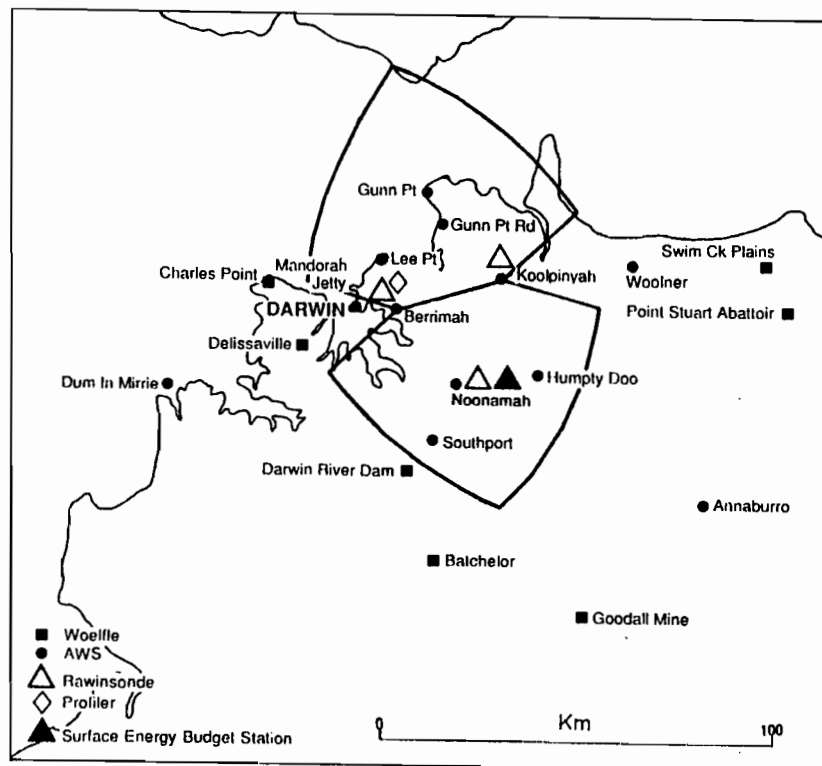 Gunn Pt
Gunn Pt Rd
Lee Pt
Mandorah
Jetty
Charles Point
Koolpinyah
Swim Ck Plains
Woolner
DARWIN
Berrimah
Point Stuart Abattoir
Delissaville
Dum In Mirrie
Humpty Doo
Noonamah
Southport
Darwin River Dam
Annaburro
Batchelor
Goodall Mine
Woelfle
AWS
Rawinsonde
Profiler
Surface Energy Budget Station
0 Km 100